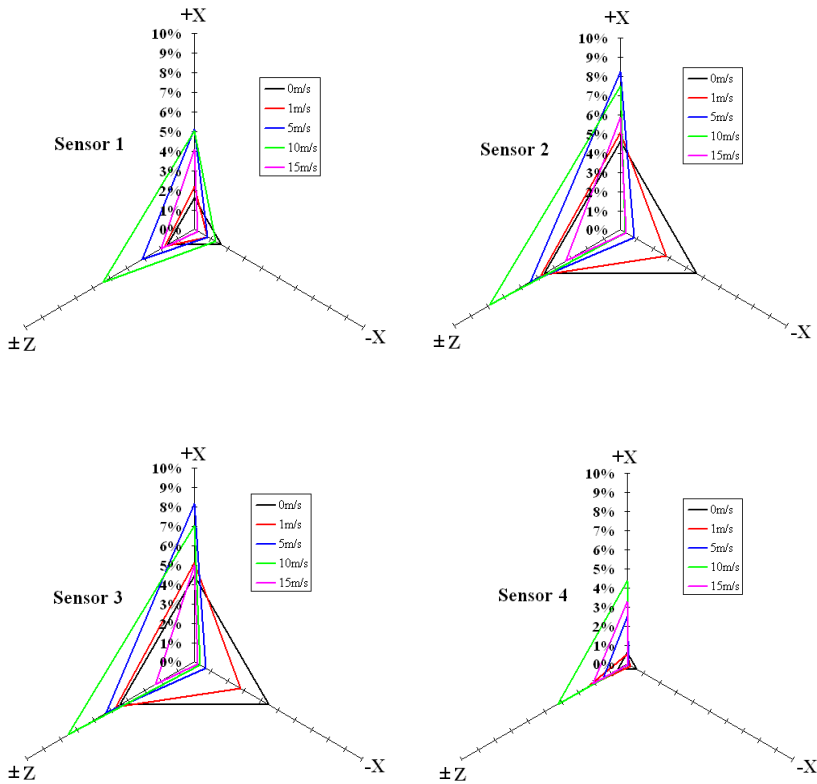 +X
10%
9%
8%
7%
6%
5%
4%
3%
2%
1%
0%
±Z
-X
Sensor 1
0m/s
1m/s
5m/s
10m/s
15m/s
+X
10%
9%
8%
7%
6%
5%
4%
3%
2%
1%
0%
±Z
-X
Sensor 2
0m/s
1m/s
5m/s
10m/s
15m/s
+X
10%
9%
8%
7%
6%
5%
4%
3%
2%
1%
0%
±Z
-X
Sensor 3
0m/s
1m/s
5m/s
10m/s
15m/s
+X
10%
9%
8%
7%
6%
5%
4%
3%
2%
1%
0%
±Z
-X
Sensor 4
0m/s
1m/s
5m/s
10m/s
15m/s